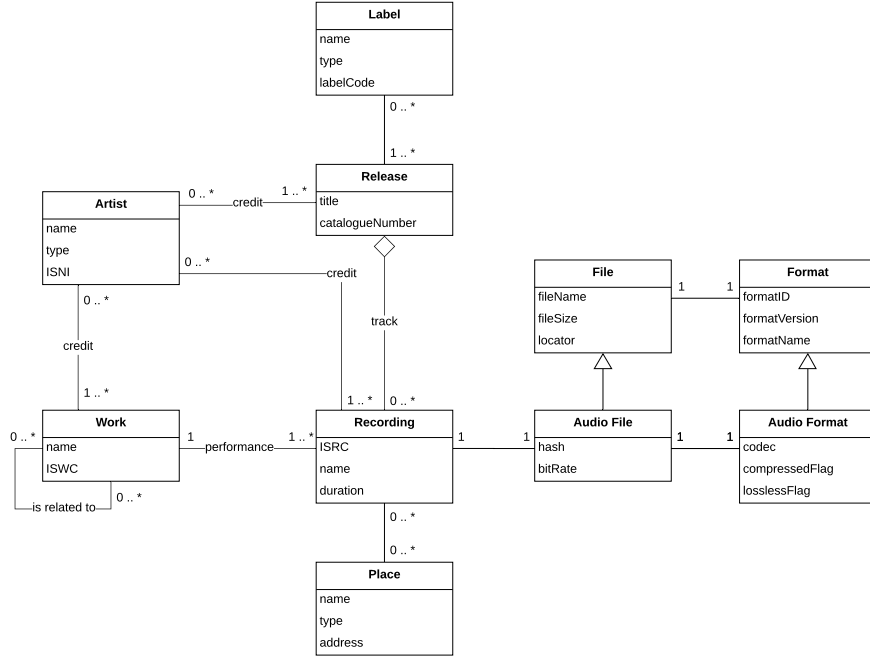 Label
name
type
labelCode
0 .. *
1 .. *
Release
title
catalogueNumber
Artist
name
type
ISNI
0 .. *
credit
1 .. *
0 .. *
credit
1 .. *
track
0 .. *
0 .. *
credit
1 .. *
File
fileName
fileSize
locator
1
1
Format
formatID
formatVersion
formatName
Work
name
ISWC
0 .. *
is related to
0 .. *
1
performance
1 .. *
Recording
ISRC
name
duration
1
1
Audio File
hash
bitRate
1
1
Audio Format
codec
compressedFlag
losslessFlag
0 .. *
0 .. *
Place
name
type
address